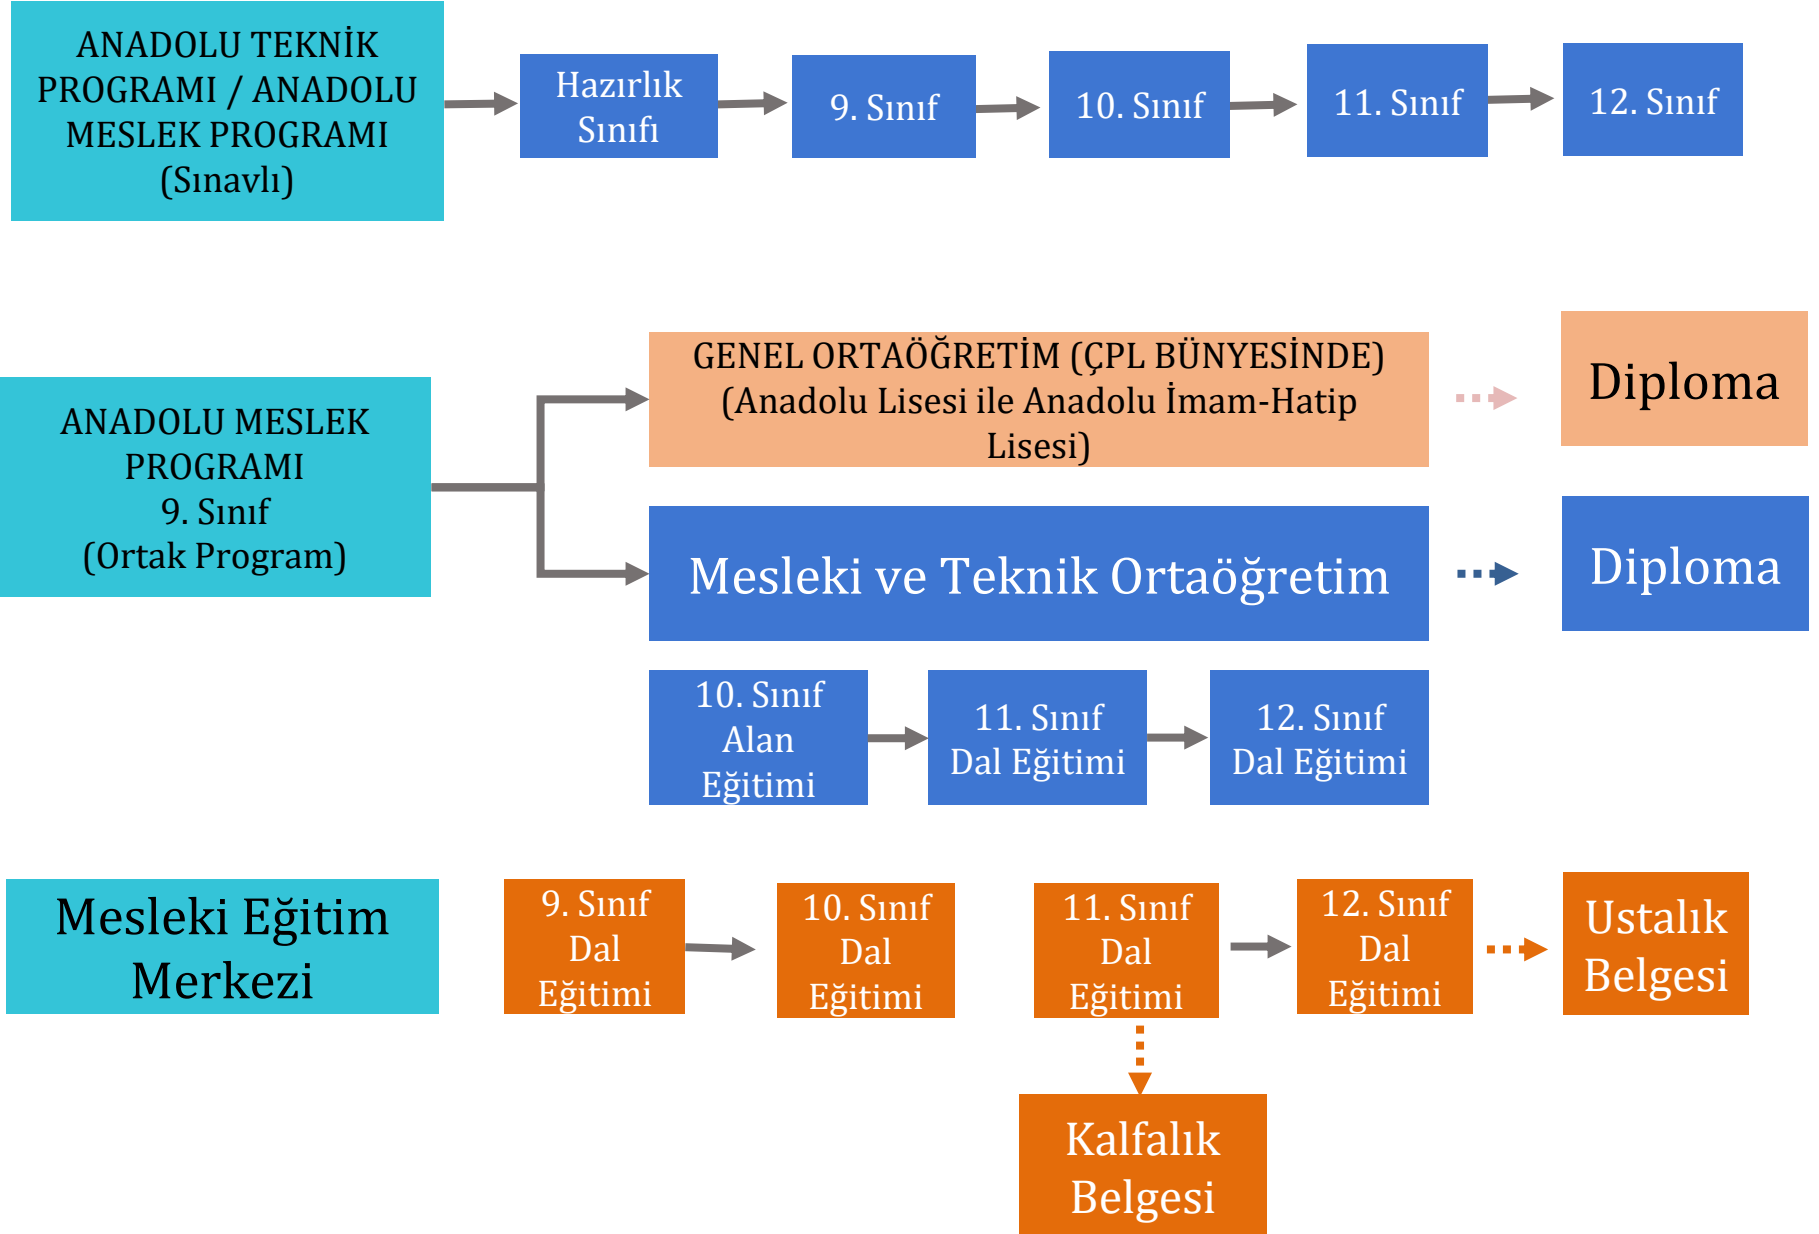 ANADOLU TEKNİK
PROGRAMI / ANADOLU
MESLEK PROGRAMI
(Sınavlı)
Hazırlık
Sınıfı
9. Sınıf
10. Sınıf
11. Sınıf
12. Sınıf
ANADOLU MESLEK
PROGRAMI
9. Sınıf
(Ortak Program)
GENEL ORTAÖĞRETİM (ÇPL BÜNYESİNDE)
(Anadolu Lisesi ile Anadolu İmam-Hatip
Lisesi)
Diploma
Mesleki ve Teknik Ortaöğretim
Diploma
10. Sınıf
Alan
Eğitimi
11. Sınıf
Dal Eğitimi
12. Sınıf
Dal Eğitimi
Mesleki Eğitim
Merkezi
9. Sınıf
Dal
Eğitimi
10. Sınıf
Dal
Eğitimi
11. Sınıf
Dal
Eğitimi
12. Sınıf
Dal
Eğitimi
Ustalık
Belgesi
Kalfalık
Belgesi